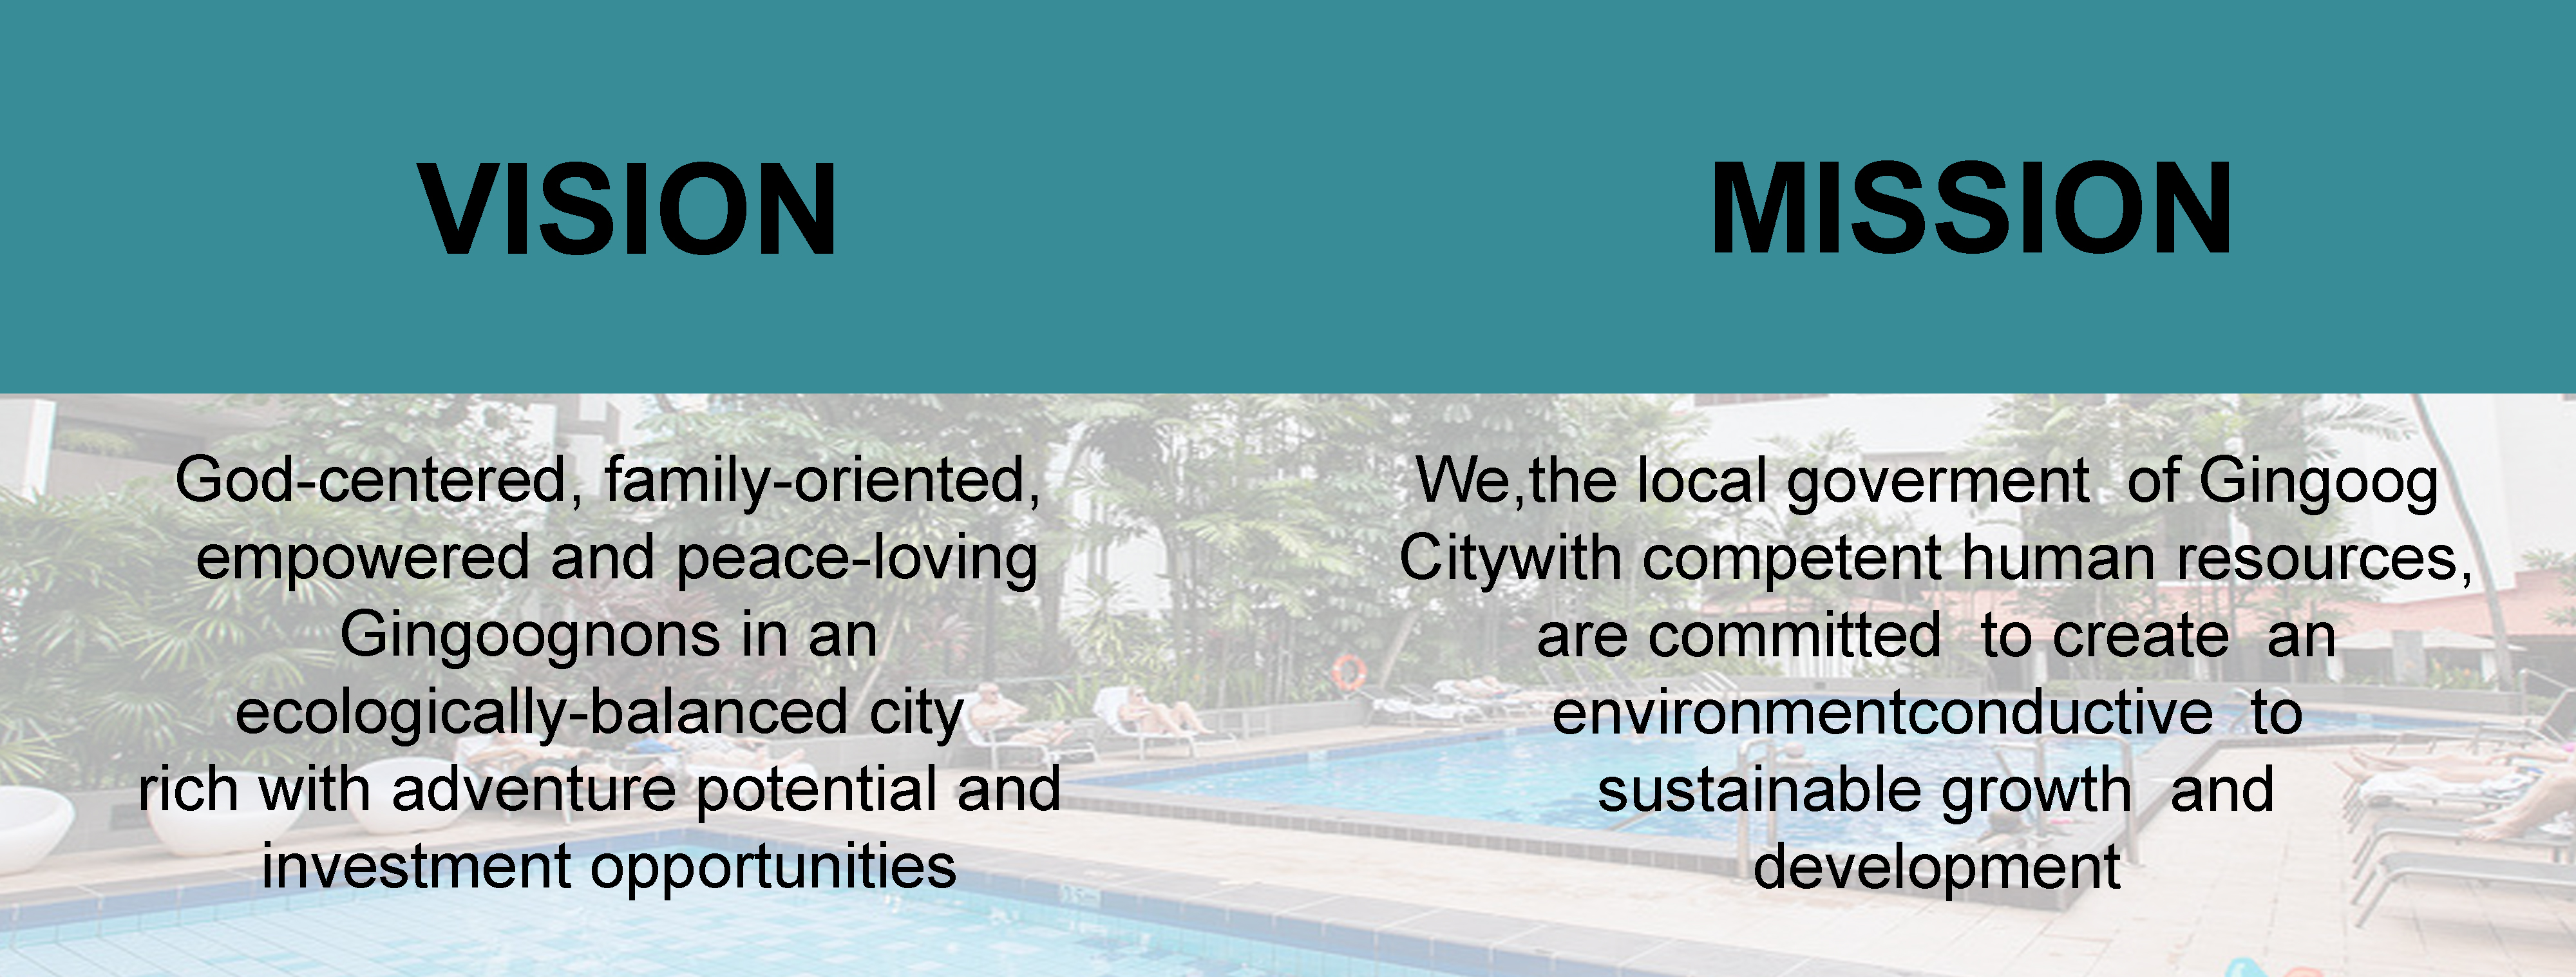 VISION
God-centered, family-oriented,
empowered and peace-loving
Gingoognons in an
ecologically-balanced city
rich with adventure potential and
investment opportunities
MISSION
We,the local goverment of Gingoog
Citywith competent human resources,
are committed to create an
environmentconductive to
sustainable growth and
development